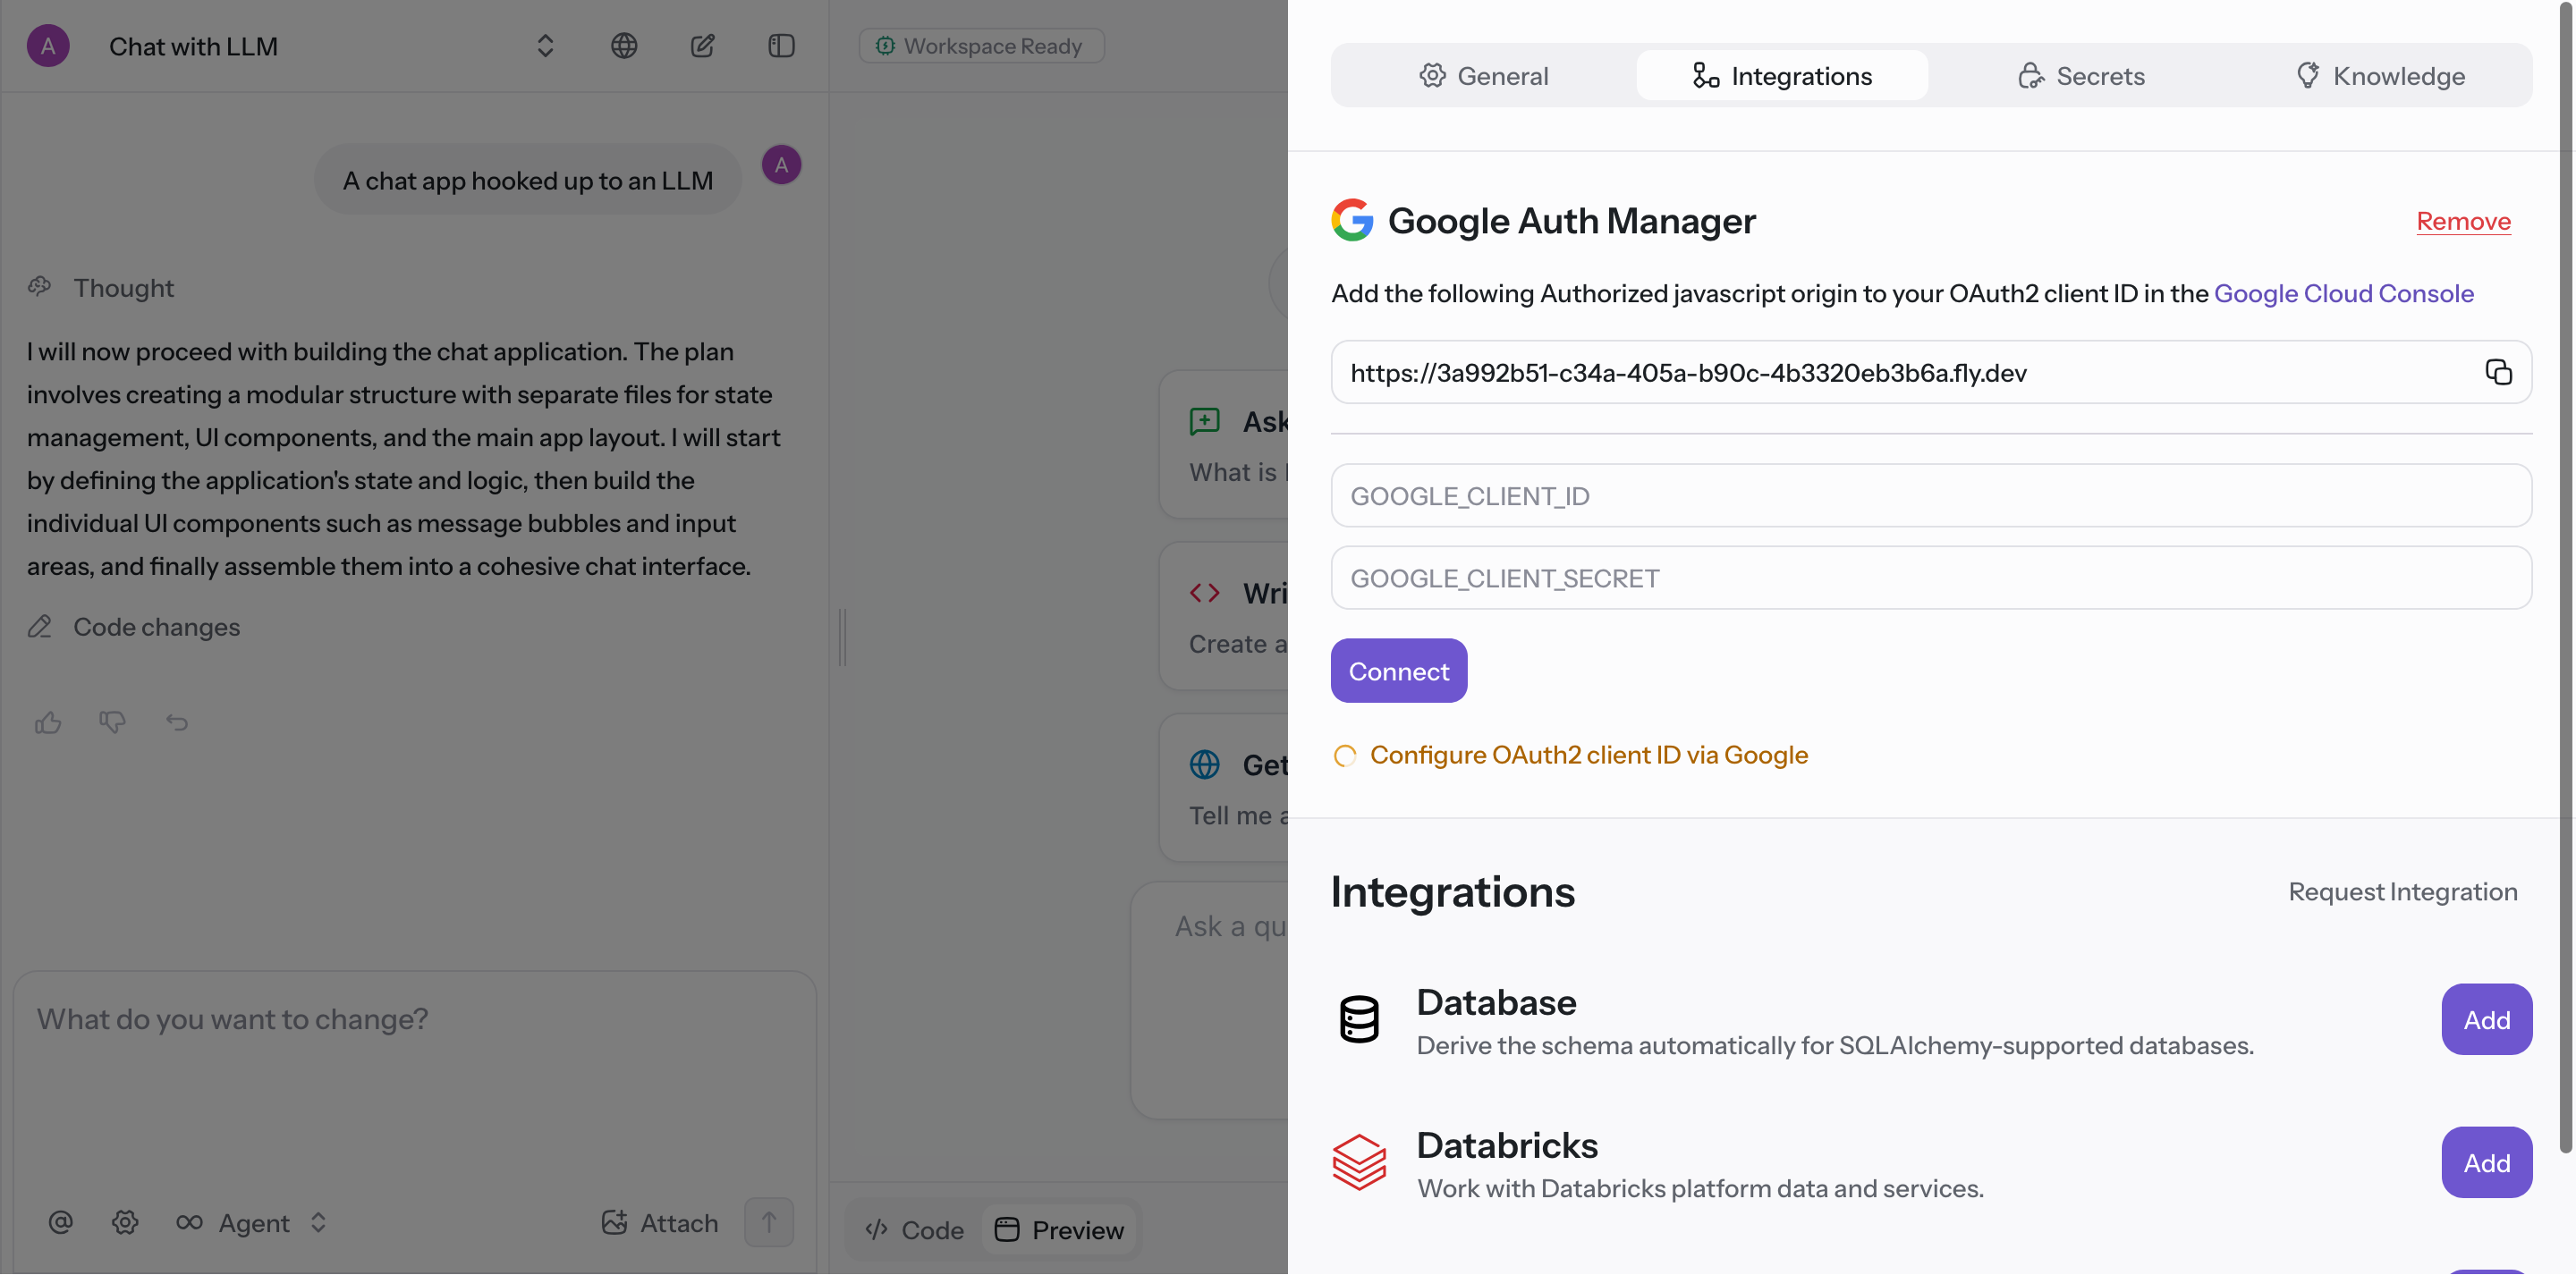 A
Chat with LLM
A chat app hooked up to an LLM
A
Thought
I will now proceed with building the chat application. The plan
involves creating a modular structure with separate files for state
management, UI components, and the main app layout. I will start
by defining the application's state and logic, then build the
individual UI components such as message bubbles and input
areas, and finally assemble them into a cohesive chat interface.
Code changes
What do you want to change?
Agent
Attach
Workspace Ready
Ask
What is
Wri
Create a
Get
Tell me a
Ask a qu
Code
Preview
General
Integrations
Secrets
Knowledge
Google Auth Manager
Remove
Add the following Authorized javascript origin to your OAuth2 client ID in the Google Cloud Console
https://3a992b51-c34a-405a-b90c-4b3320eb3b6a.fly.dev
GOOGLE_CLIENT_ID
GOOGLE_CLIENT_SECRET
Connect
Configure OAuth2 client ID via Google
Integrations
Request Integration
Database
Derive the schema automatically for SQLAlchemy-supported databases.
Add
Databricks
Work with Databricks platform data and services.
Add